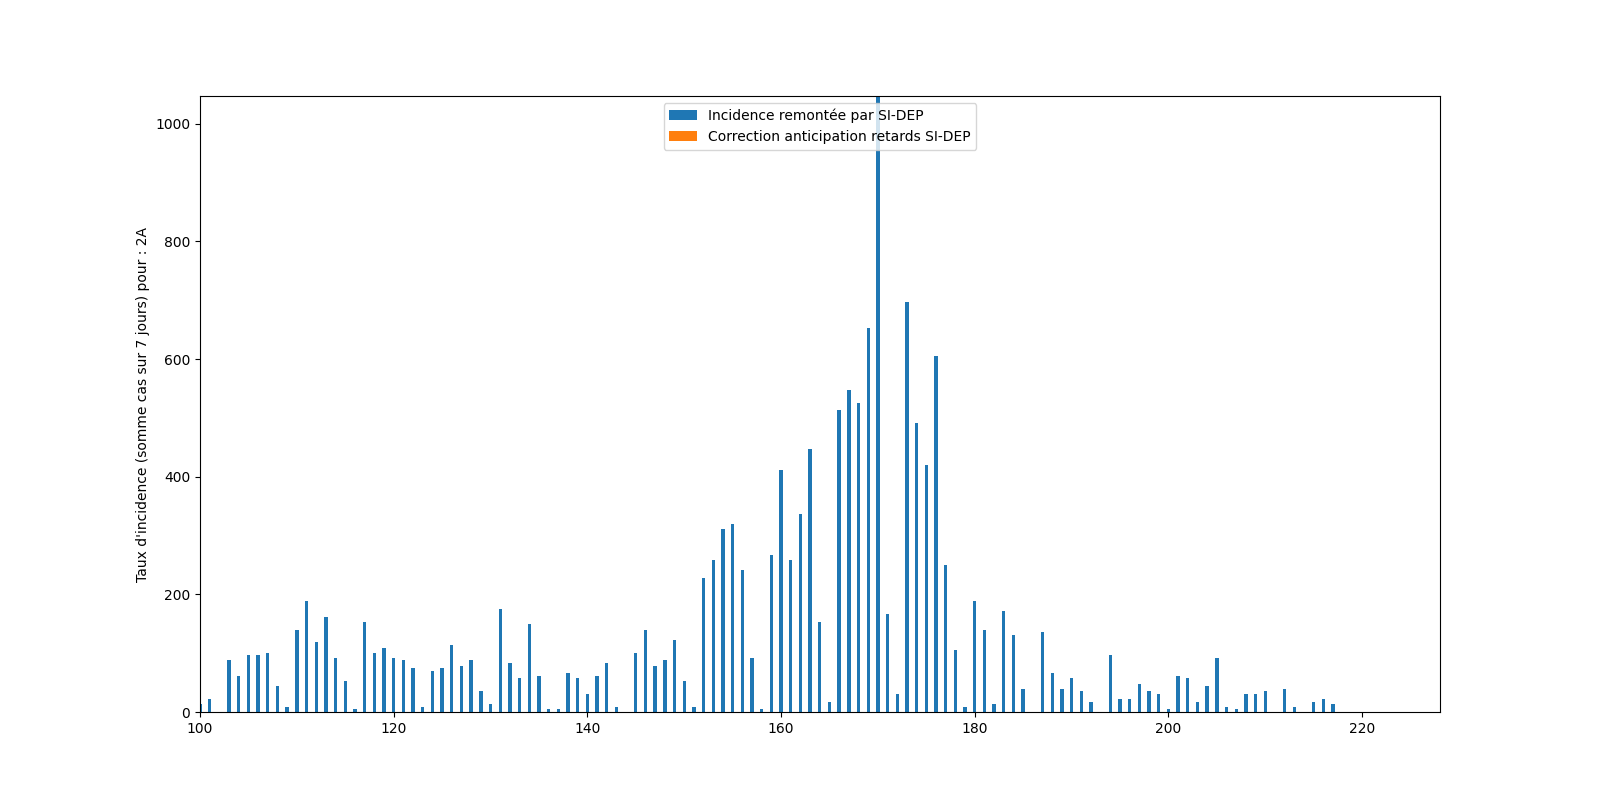 Incidence remontée par SI-DEP
Correction anticipation retards SI-DEP
Taux d'incidence (somme cas sur 7 jours) pour : 2A
1000
800
600
400
200
0
100 120 140 160 180 200 220